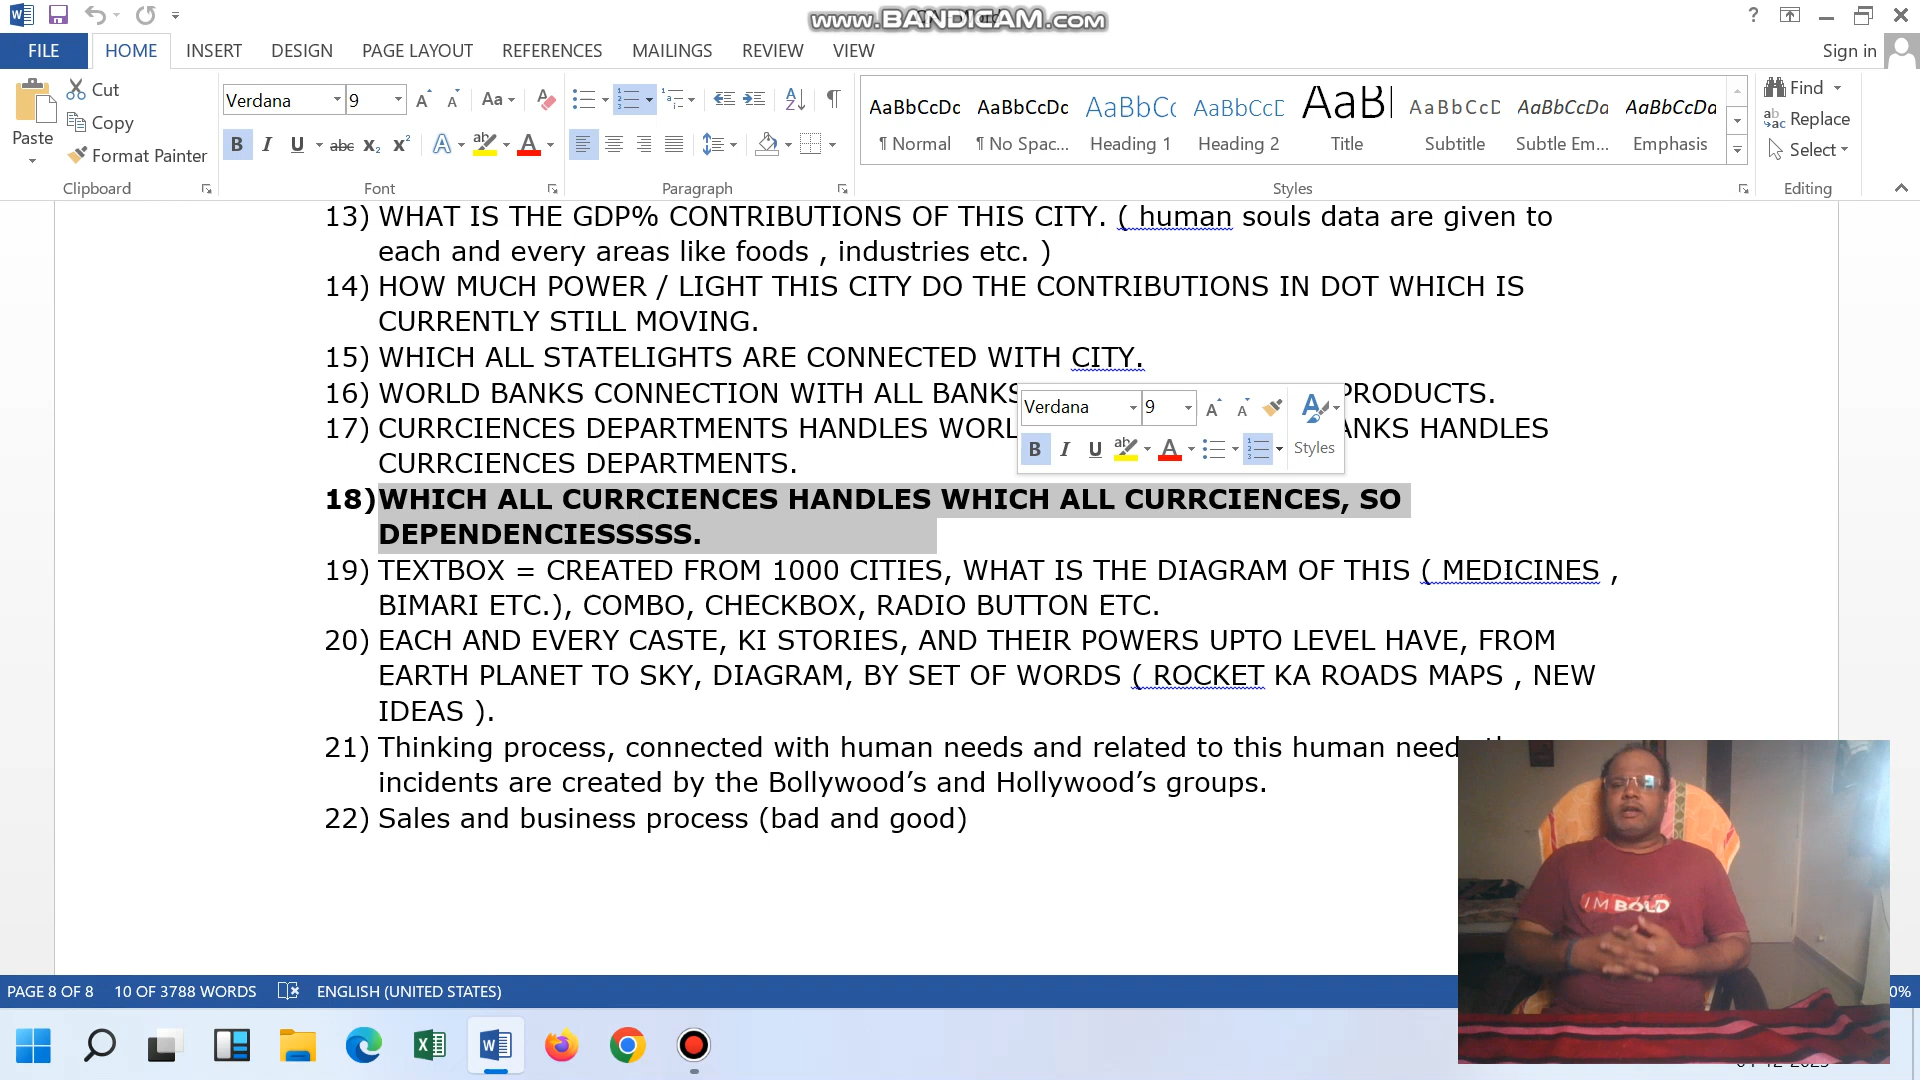 www.BANDICAM.com
Sign in
FILE HOME INSERT DESIGN PAGE LAYOUT REFERENCES MAILINGS REVIEW VIEW
Paste
Cut
Copy
Format Painter
Clipboard
Verdana 9
Font
Paragraph
AaBbCcDc AaBbCcDc AaBbC( AaBbCcD AaBl AaBbCcD AaBbCcDa AaBbCcDa
¶ Normal ¶ No Spac... Heading 1 Heading 2 Title Subtitle Subtle Em... Emphasis
Styles
Find
Replace
Select
Editing
13) WHAT IS THE GDP% CONTRIBUTIONS OF THIS CITY. ( human souls data are given to
each and every areas like foods , industries etc. )
14) HOW MUCH POWER / LIGHT THIS CITY DO THE CONTRIBUTIONS IN DOT WHICH IS
CURRENTLY STILL MOVING.
15) WHICH ALL STATELIGHTS ARE CONNECTED WITH CITY.
16) WORLD BANKS CONNECTION WITH ALL BANKS PRODUCTS.
Verdana 9
Styles
17) CURRCIENCES DEPARTMENTS HANDLES HANDLES
CURRCIENCES DEPARTMENTS.
18)WHICH ALL CURRCIENCES HANDLES WHICH ALL CURRCIENCES, SO
DEPENDENCIESSSSS.
19) TEXTBOX = CREATED FROM 1000 CITIES, WHAT IS THE DIAGRAM OF THIS ( MEDICINES ,
BIMARI ETC.), COMBO, CHECKBOX, RADIO BUTTON ETC.
20) EACH AND EVERY CASTE, KI STORIES, AND THEIR POWERS UPTO LEVEL HAVE, FROM
EARTH PLANET TO SKY, DIAGRAM, BY SET OF WORDS ( ROCKET KA ROADS MAPS , NEW
IDEAS ).
21) Thinking process, connected with human needs and related to this human
incidents are created by the Bollywood’s and Hollywood’s groups.
22) Sales and business process (bad and good)
I'M BOLD
PAGE 8 OF 8 10 OF 3788 WORDS ENGLISH (UNITED STATES)